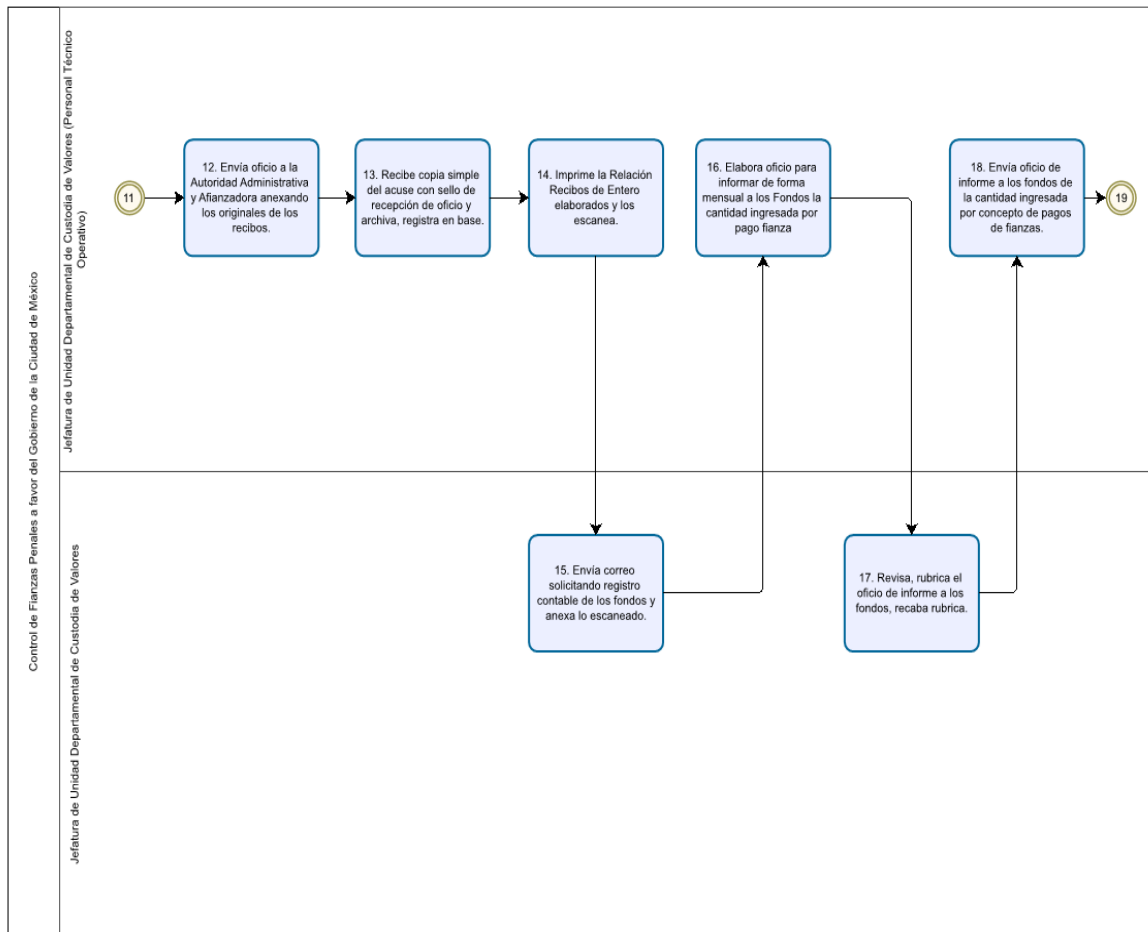 Control de Fianzas Penales a favor del Gobierno de la Ciudad de México
Jefatura de Unidad Departamental de Custodia de Valores (Personal Técnico
Operativo)
11
12. Envía oficio a la
Autoridad Administrativa
y Afianzadora anexando
los originales de los
recibos.
13. Recibe copia simple
del acuse con sello de
recepción de oficio y
archiva, registra en base.
14. Imprime la Relación
Recibos de Entero
elaborados y los
escanea.
16. Elabora oficio para
informar de forma
mensual a los Fondos la
cantidad ingresada por
pago fianza
18. Envía oficio de
informe a los fondos de
la cantidad ingresada
por concepto de pagos
de fianzas.
19
Jefatura de Unidad Departamental de Custodia de Valores
15. Envía correo
solicitando registro
contable de los fondos y
anexa lo escaneado.
17. Revisa, rubrica el
oficio de informe a los
fondos, recaba rubrica.